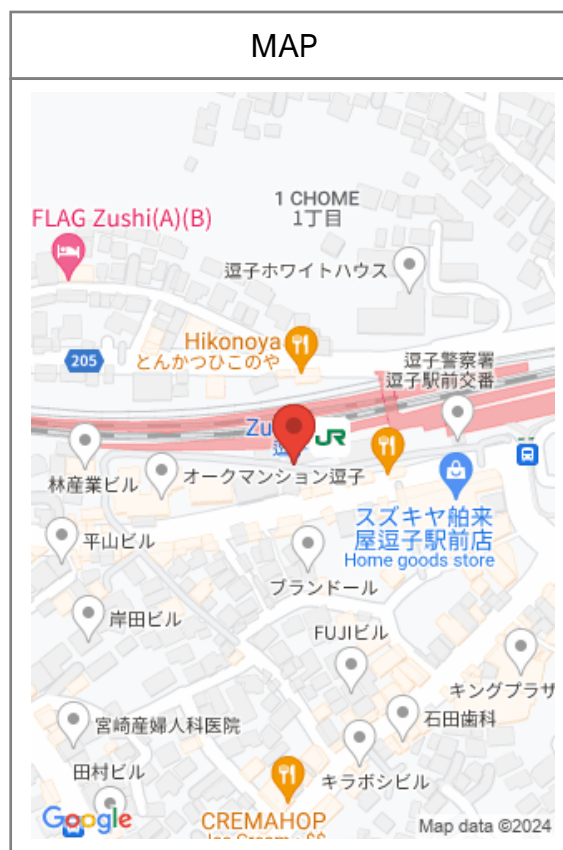 MAP
1 CHOME
1丁目
FLAG Zushi(A)(B)
逗子ホワイトハウス
Hikonoya
とんかつひこのや
205
逗子警察署
逗子駅前交番
Zu
JR
林産業ビル
オークマンション逗子
スズキヤ舶来
屋逗子駅前店
Home goods store
平山ビル
ブランドール
岸田ビル
FUJIビル
キングプラザ
宮崎産婦人科医院
石田歯科
田村ビル
キラボシビル
CREMAHOP
Ice Cream · $$
Google
Map data ©2024